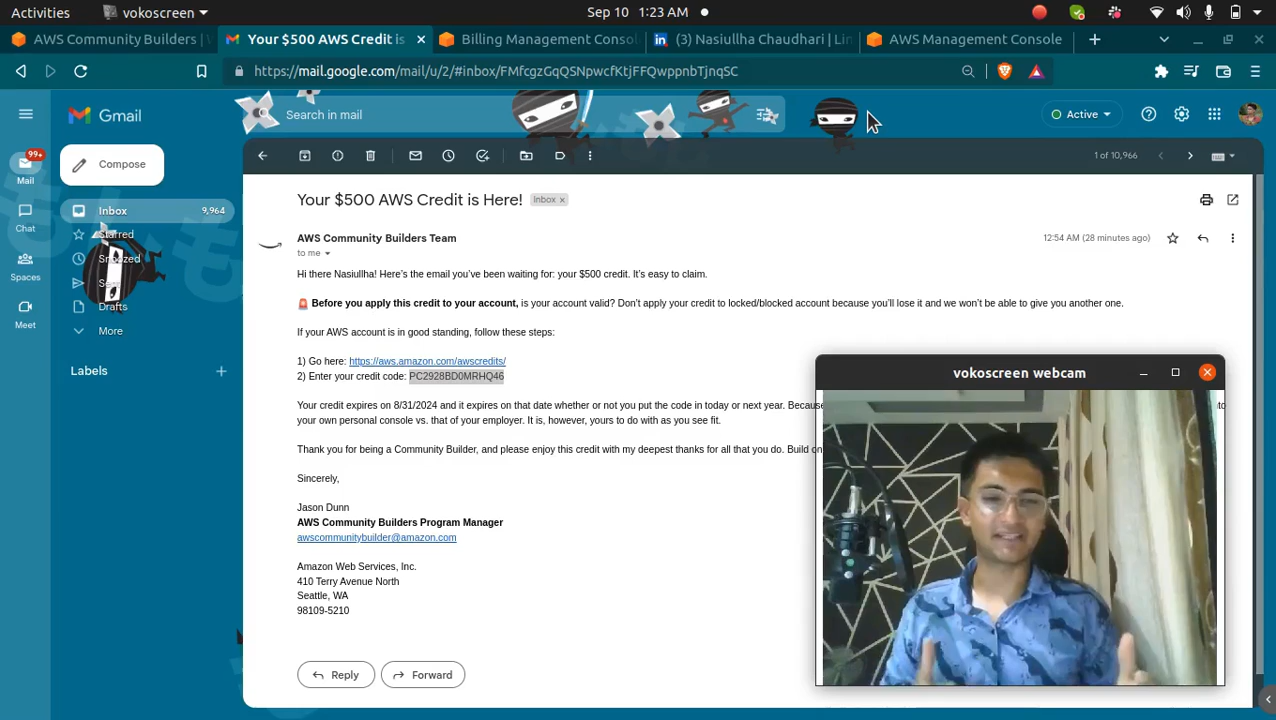 Sep 13 1:23 AM
AWS Community Builders |
Your $500 AWS Credit is
Billing Management Consol
(3) Nasiullha Chaudhari | Lin
AWS Management Console
https://mail.google.com/mail/u/2/#inbox/FMfcgzGqQSNpwcfKtjFFQwppnbTjnqSC
Gmail
Search in mail
Active
99+
Mail
Compose
1 of 10,966
Your $500 AWS Credit is Here!
Inbox x
Inbox 9,964
Chat
Starred
AWS Community Builders Team
12:54 AM (28 minutes ago)
to me
Snoozed
Spaces
Hi there Nasiullha! Here's the email you've been waiting for: your $500 credit. It's easy to claim.
Drafts
Before you apply this credit to your account, is your account valid? Don't apply your credit to locked/blocked account because you'll lose it and we won't be able to give you another one.
Meet
More
If your AWS account is in good standing, follow these steps:
Labels
1) Go here: https://aws.amazon.com/awscredits/
2) Enter your credit code: PC2928BD0MRHQ46
vokoscreen webcam
Your credit expires on 8/31/2024 and it expires on that date whether or not you put the code in today or next year. Because
your own personal console vs. that of your employer. It is, however, yours to do with as you see fit.
Thank you for being a Community Builder, and please enjoy this credit with my deepest thanks for all that you do. Build on
Sincerely,
Jason Dunn
AWS Community Builders Program Manager
awscommunitybuilder@amazon.com
Amazon Web Services, Inc.
410 Terry Avenue North
Seattle, WA
98109-5210
Reply
Forward